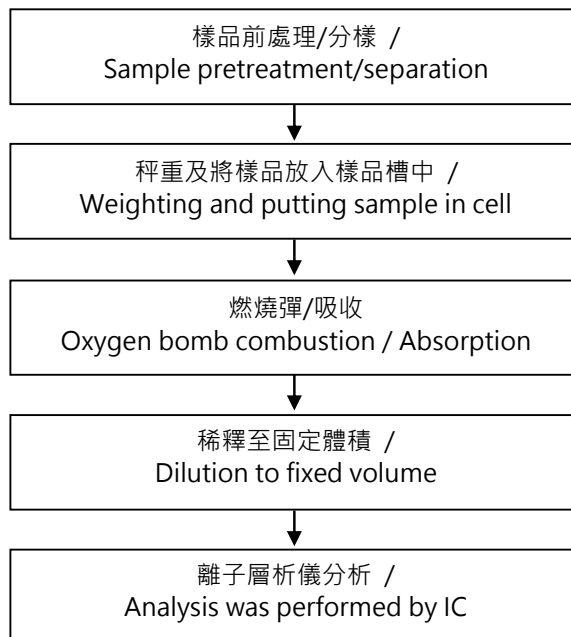 樣品前處理/分樣 /
Sample pretreatment/separation
秤重及將樣品放入樣品槽中 /
Weighting and putting sample in cell
燃燒彈/吸收
Oxygen bomb combustion / Absorption
稀釋至固定體積 /
Dilution to fixed volume
離子層析儀分析 /
Analysis was performed by IC